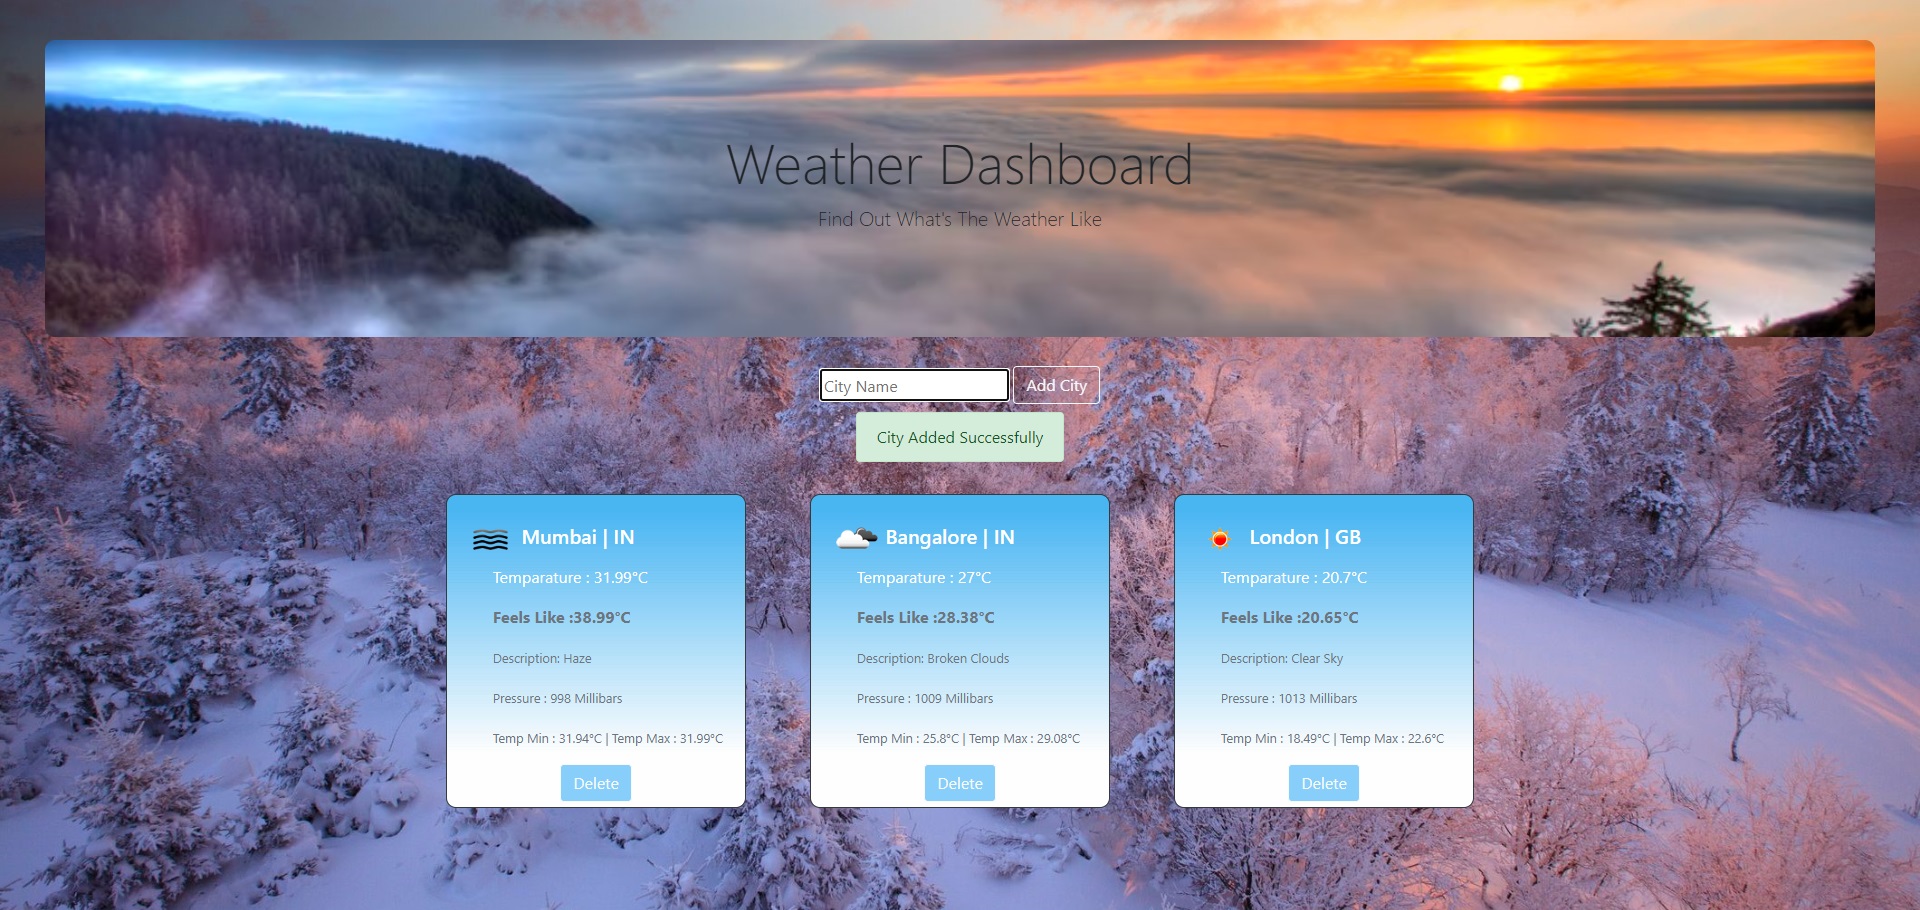 Weather Dashboard
Find Out What's The Weather Like
City Name
Add City
City Added Successfully
Mumbai | IN
Temparature : 31.99°C
Feels Like :38.99°C
Description: Haze
Pressure : 998 Millibars
Temp Min : 31.94°C | Temp Max : 31.99°C
Delete
Bangalore | IN
Temparature : 27°C
Feels Like :28.38°C
Description: Broken Clouds
Pressure : 1009 Millibars
Temp Min : 25.8°C | Temp Max : 29.08°C
Delete
London | GB
Temparature : 20.7°C
Feels Like :20.65°C
Description: Clear Sky
Pressure : 1013 Millibars
Temp Min : 18.49°C | Temp Max : 22.6°C
Delete